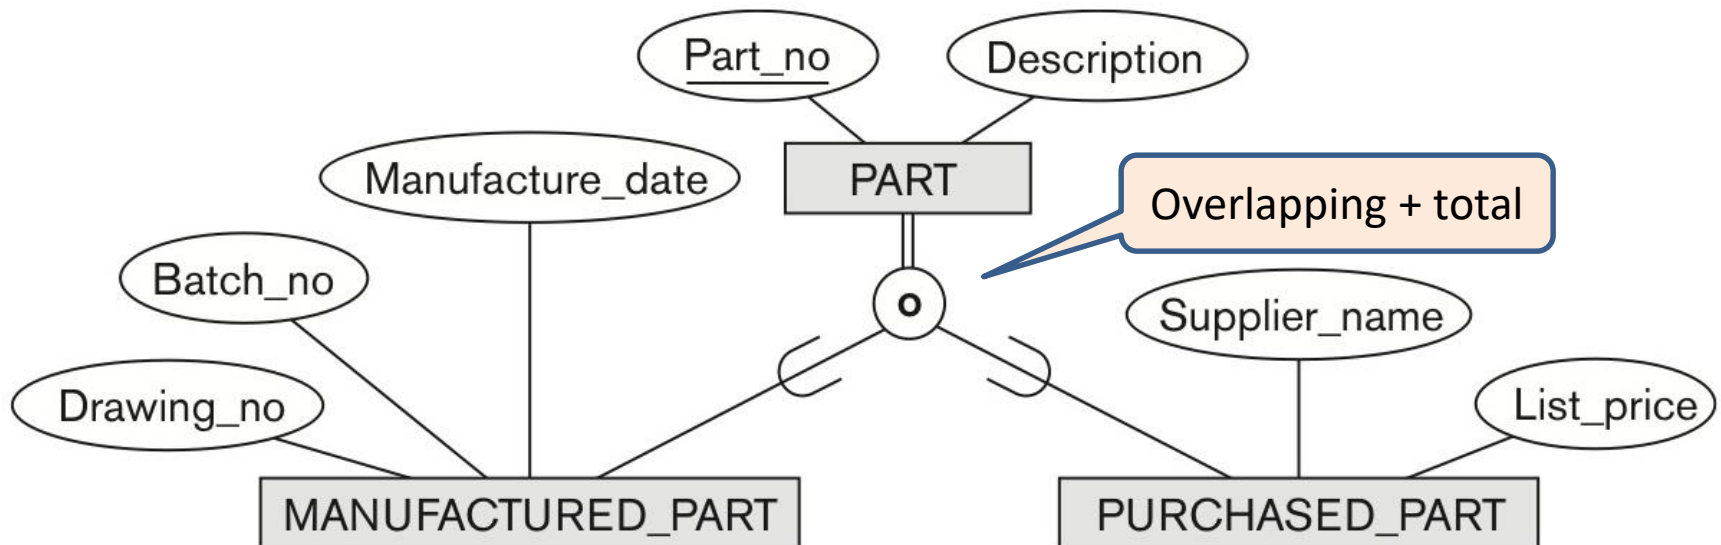 Part_no
Description
Manufacture_date
PART
Overlapping + total
Batch_no
o
Supplier_name
Drawing_no
List_price
MANUFACTURED_PART
PURCHASED_PART